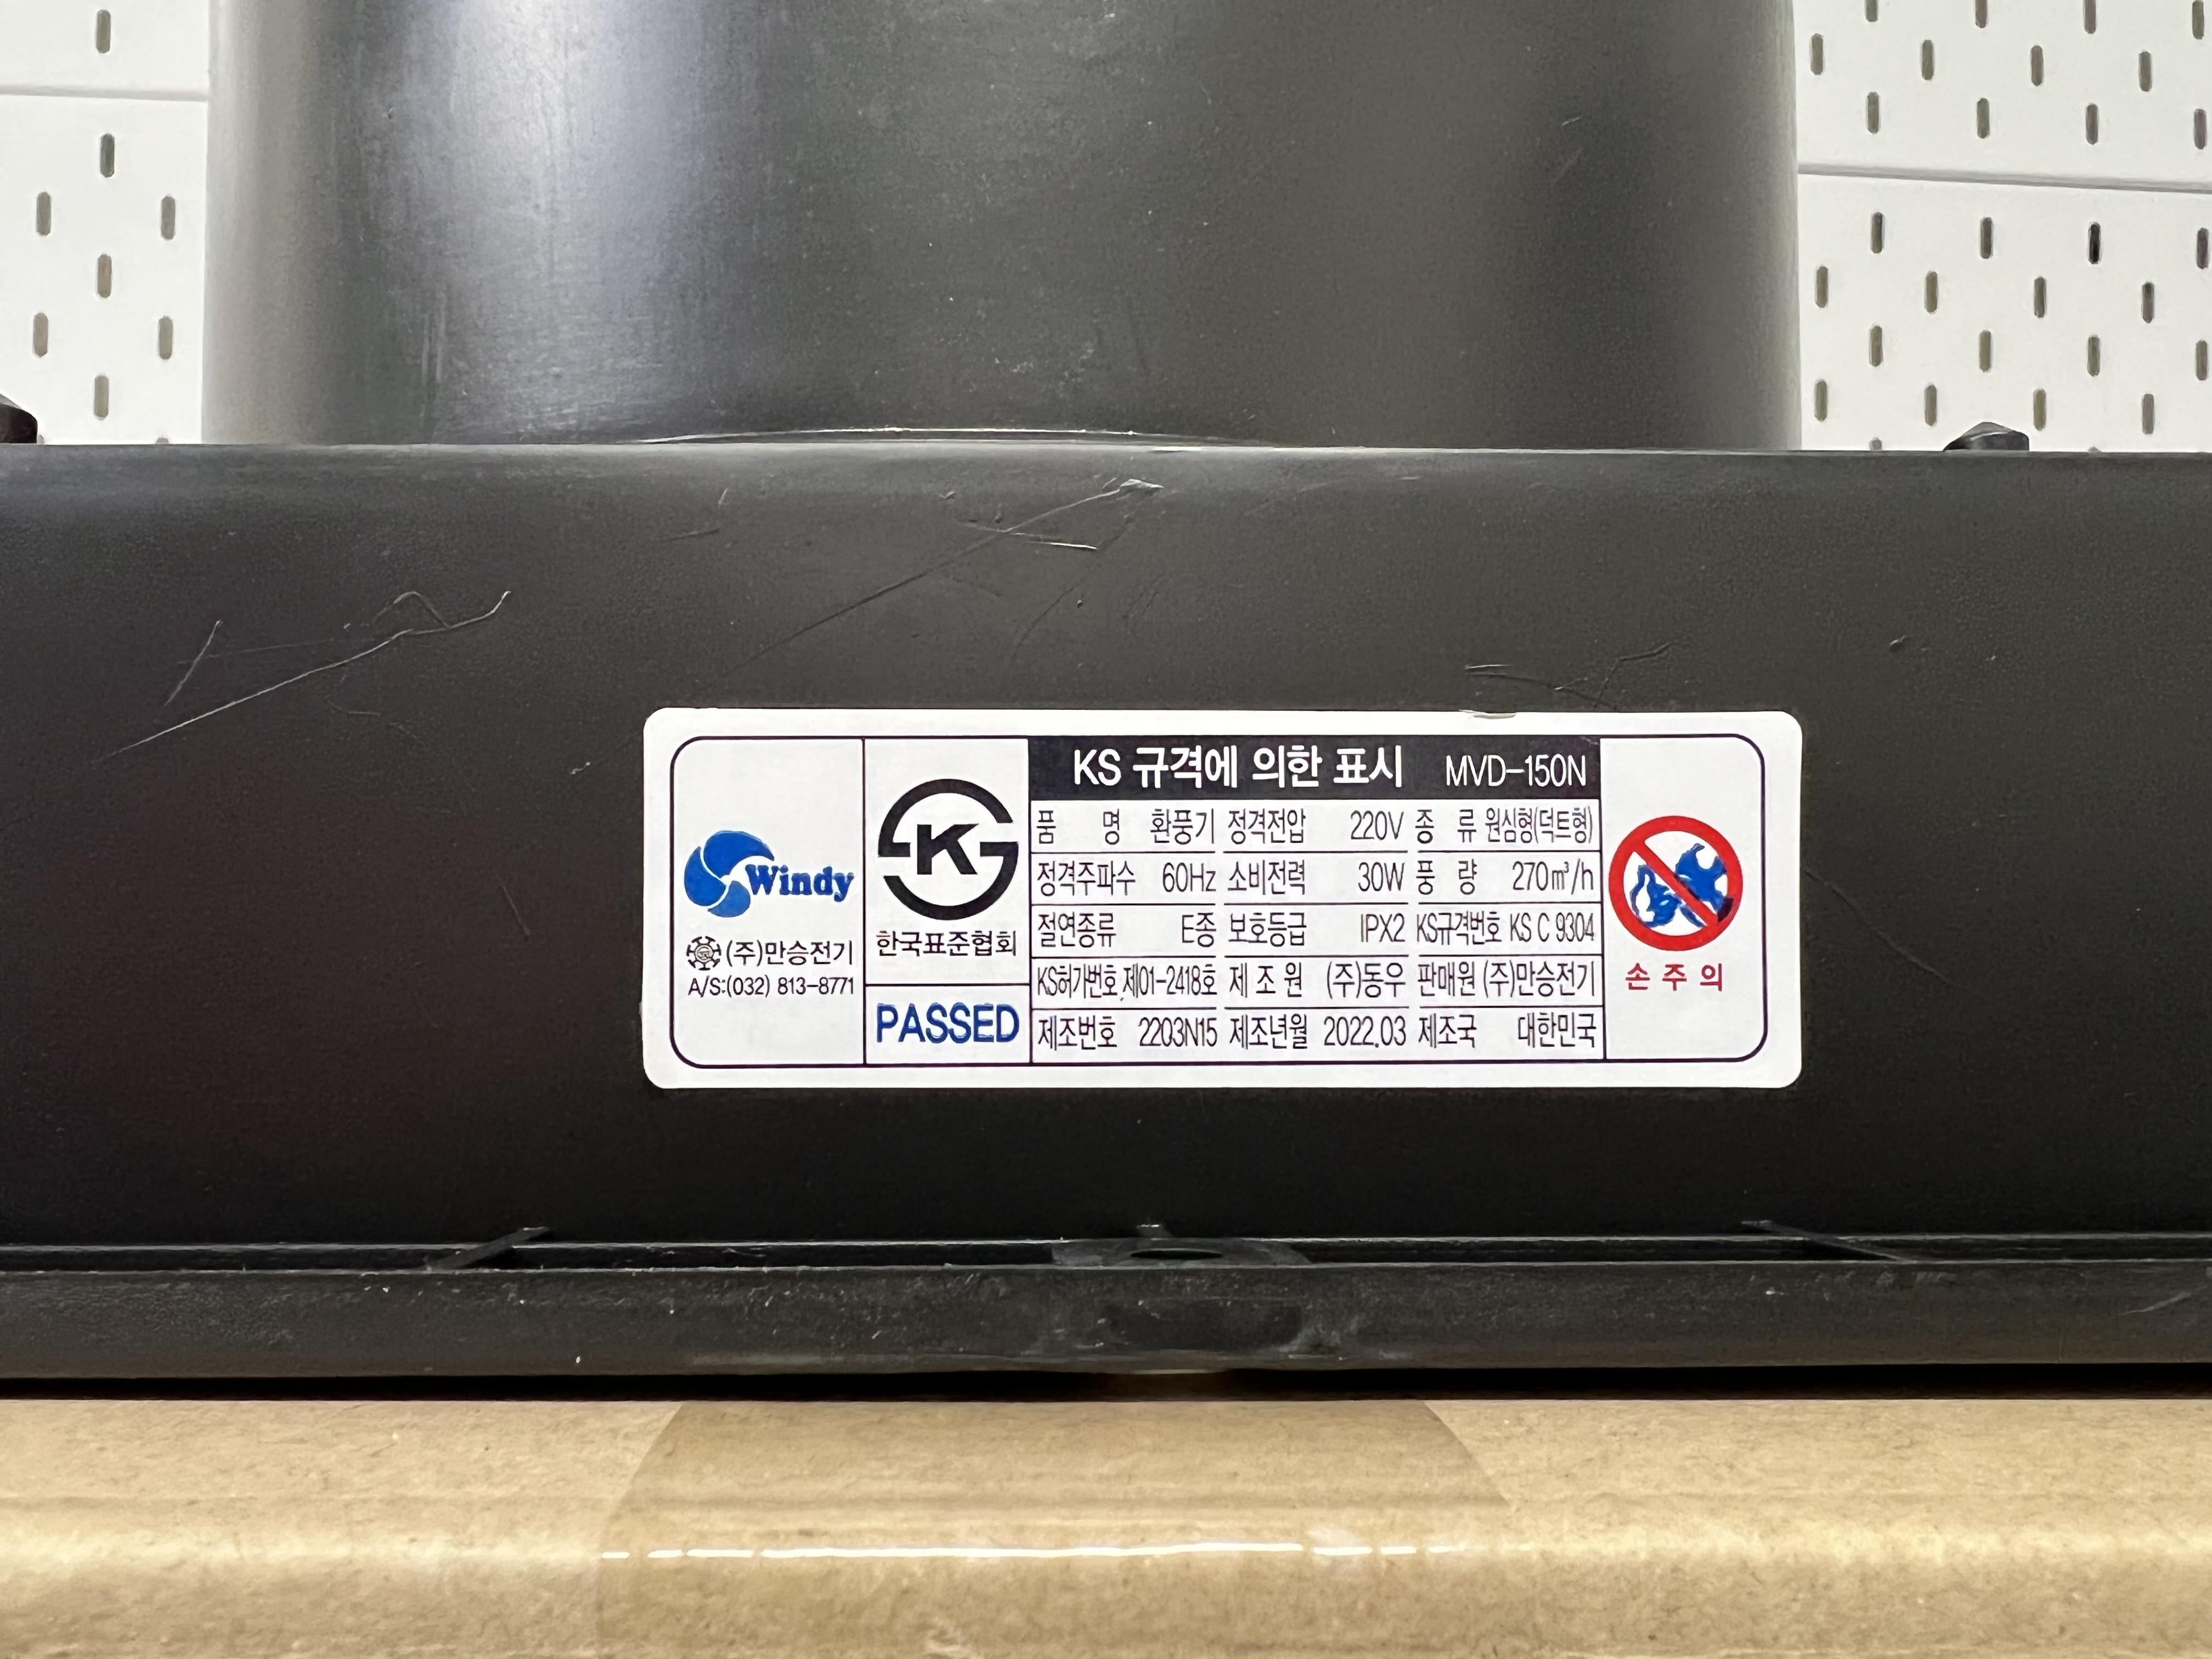 Windy
(주)만승전기
A/S:(032) 813-8771
한국표준협회
PASSED
KS 규격에 의한 표시 MVD-150N
품 명 환풍기 정격전압 220V 종 류 원심형(덕트형)
정격주파수 60Hz 소비전력 30W 풍 량 270㎥/h
절연종류 E종 보호등급 IPX2 KS규격번호 KS C 9304
KS허가번호 제01-2418호 제 조 원 (주)동우 판매원 (주)만승전기
제조번호 2203N15 제조년월 2022.03 제조국 대한민국
손 주 의